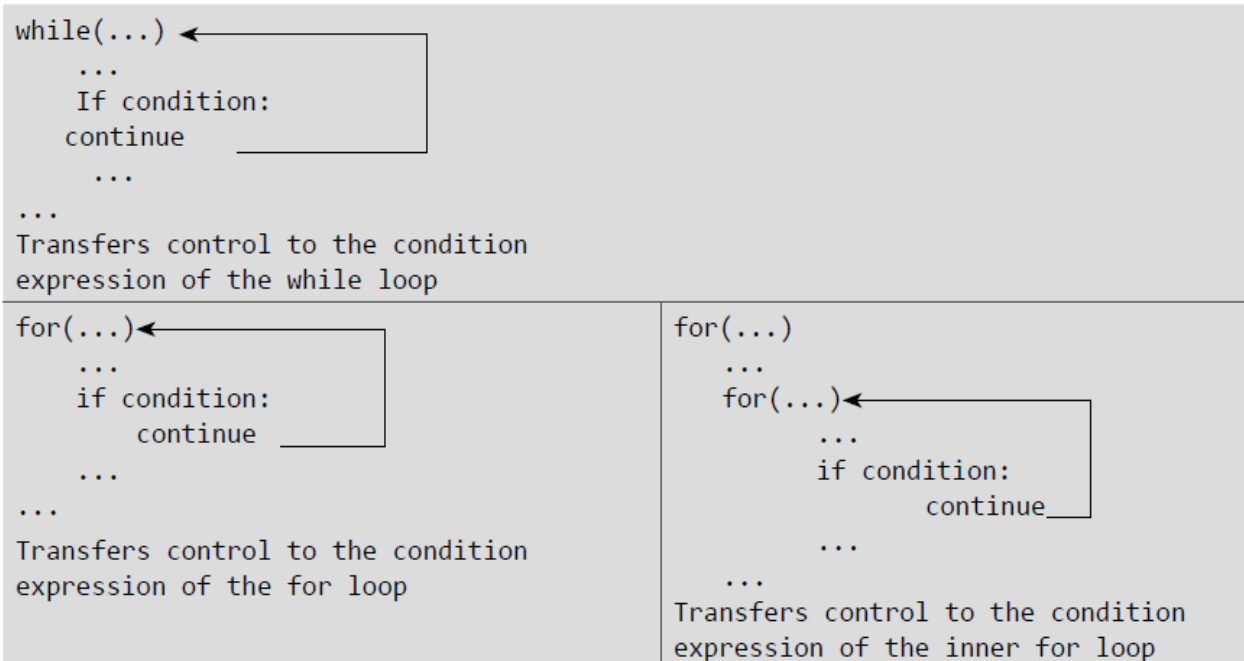 while(...)
...
If condition:
continue
...
...
Transfers control to the condition
expression of the while loop
for(...)
...
if condition:
continue
...
...
Transfers control to the condition
expression of the for loop
for(...)
...
for(...)
...
if condition:
continue
...
...
Transfers control to the condition
expression of the inner for loop